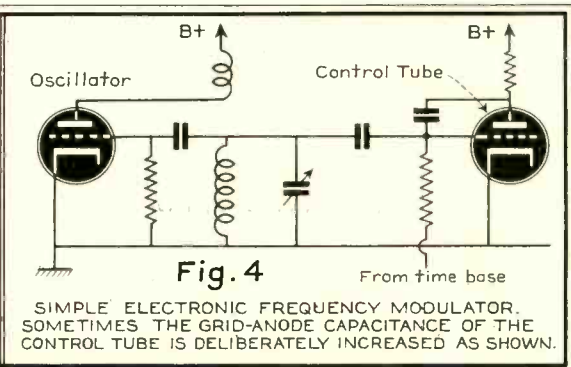 B+
B+
Oscillator
Control Tube
Fig. 4
From time base
SIMPLE ELECTRONIC FREQUENCY MODULATOR.
SOMETIMES THE GRID-ANODE CAPACITANCE OF THE
CONTROL TUBE IS DELIBERATELY INCREASED AS SHOWN.